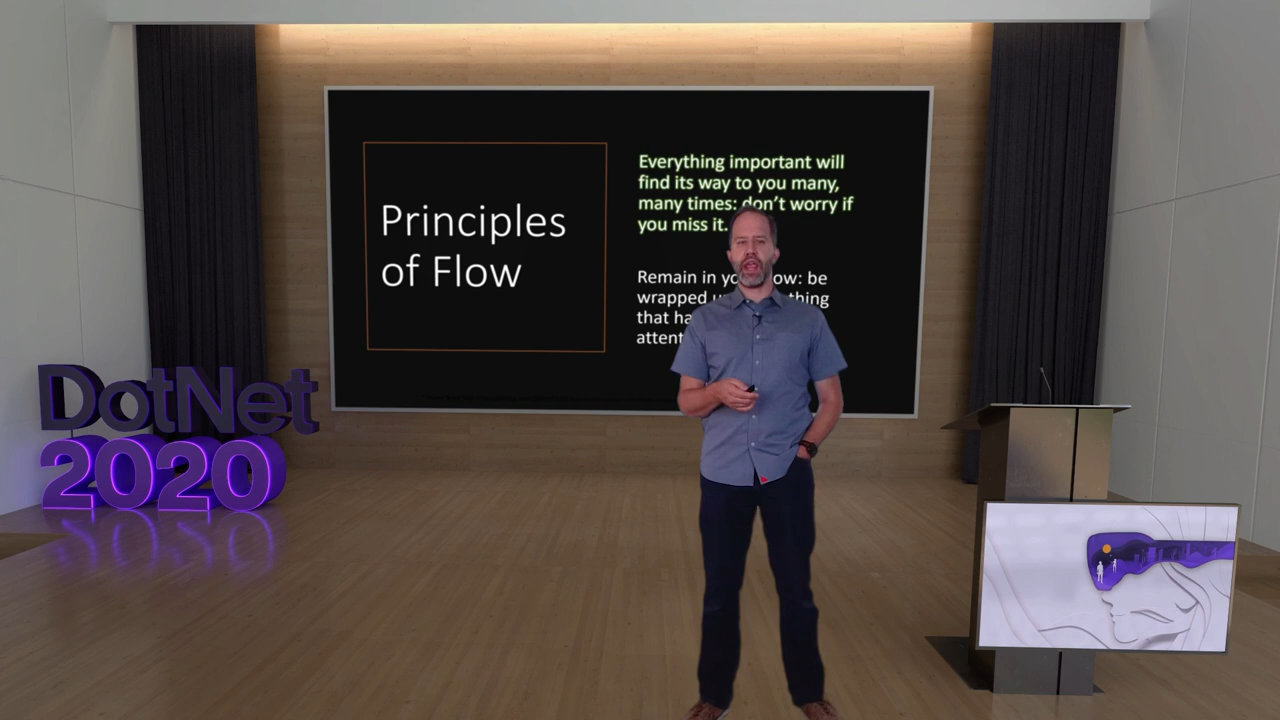 Principles
of Flow
Everything important will
find its way to you many,
many times: don't worry if
you miss it.
Remain in ow: be
wrapped thing
that ha
attent
DotNet
2020